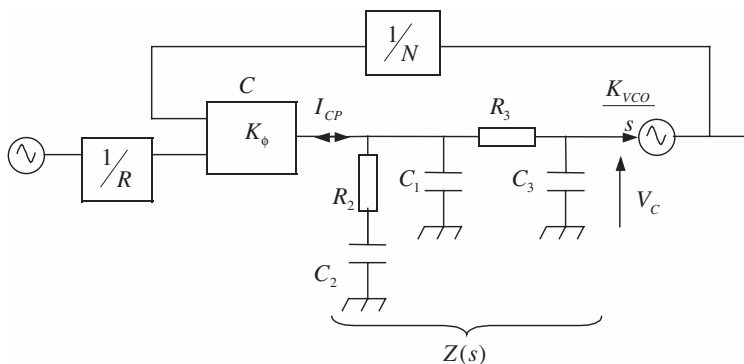 1/N
C
I_CP
K_φ
1/R
R_3
K_VCO
s
R_2
C_1
C_3
V_C
C_2
Z(s)